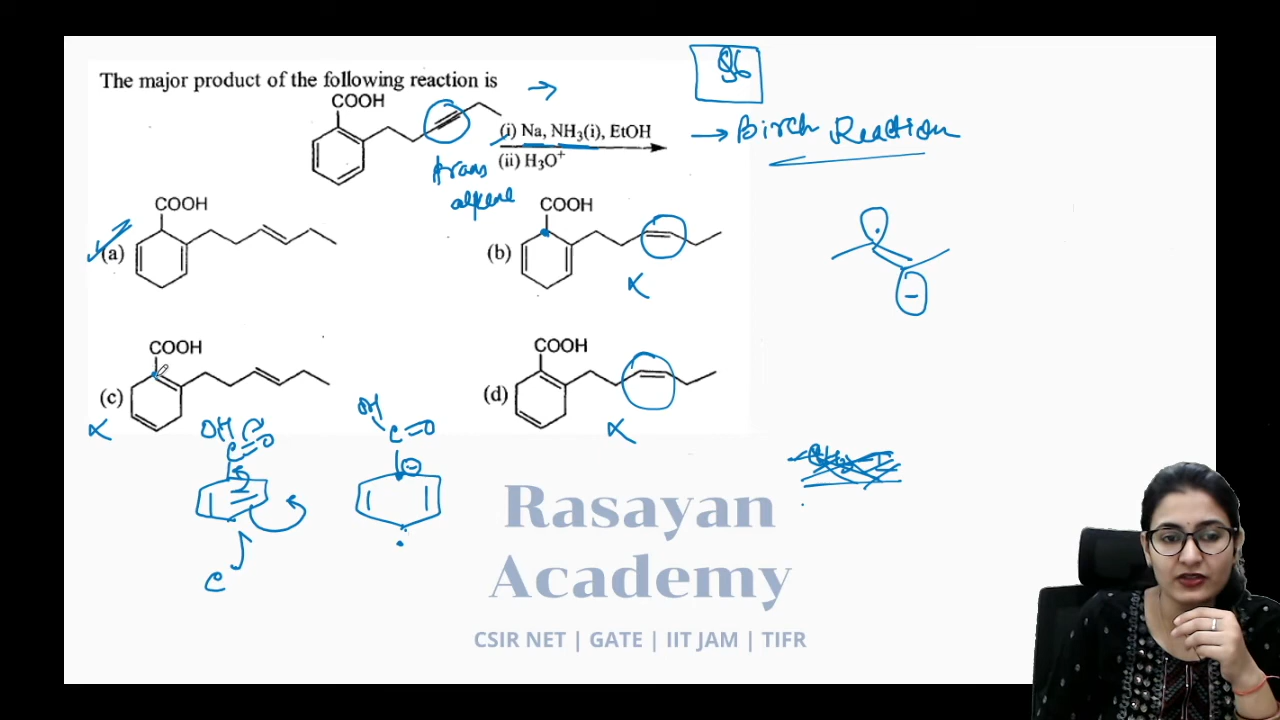 96
The major product of the following reaction is
COOH
(i) Na, NH3(i), EtOH
(ii) H3O+
→ Birch Reaction
trans
alkene
COOH
(a)
COOH
(b)
COOH
(c)
COOH
(d)
OH
C=O
OH
C=O
e
Rasayan
Academy
CSIR NET | GATE | IIT JAM | TIFR